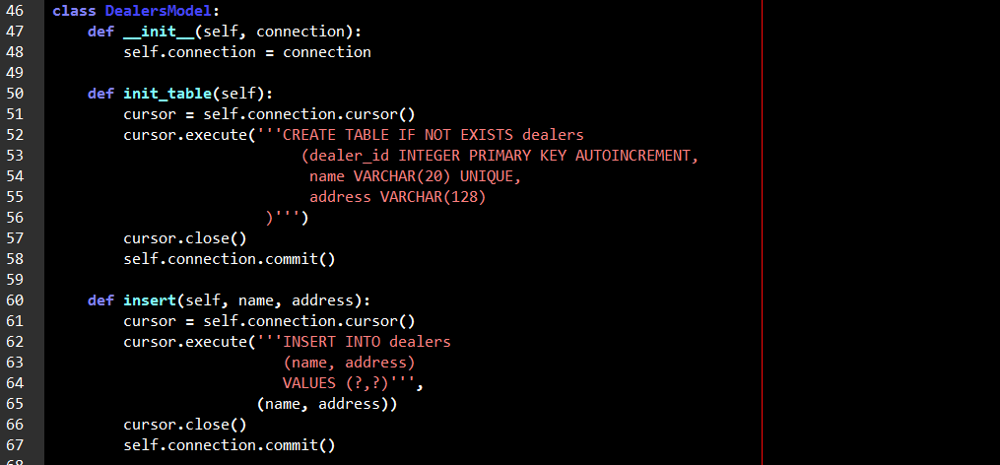 46 class DealersModel:
47     def __init__(self, connection):
48         self.connection = connection
49
50     def init_table(self):
51         cursor = self.connection.cursor()
52         cursor.execute('''CREATE TABLE IF NOT EXISTS dealers
53                             (dealer_id INTEGER PRIMARY KEY AUTOINCREMENT,
54                              name VARCHAR(20) UNIQUE,
55                              address VARCHAR(128)
56                         )''')
57         cursor.close()
58         self.connection.commit()
59
60     def insert(self, name, address):
61         cursor = self.connection.cursor()
62         cursor.execute('''INSERT INTO dealers
63                           (name, address)
64                           VALUES (?,?)''',
65                        (name, address))
66         cursor.close()
67         self.connection.commit()
68